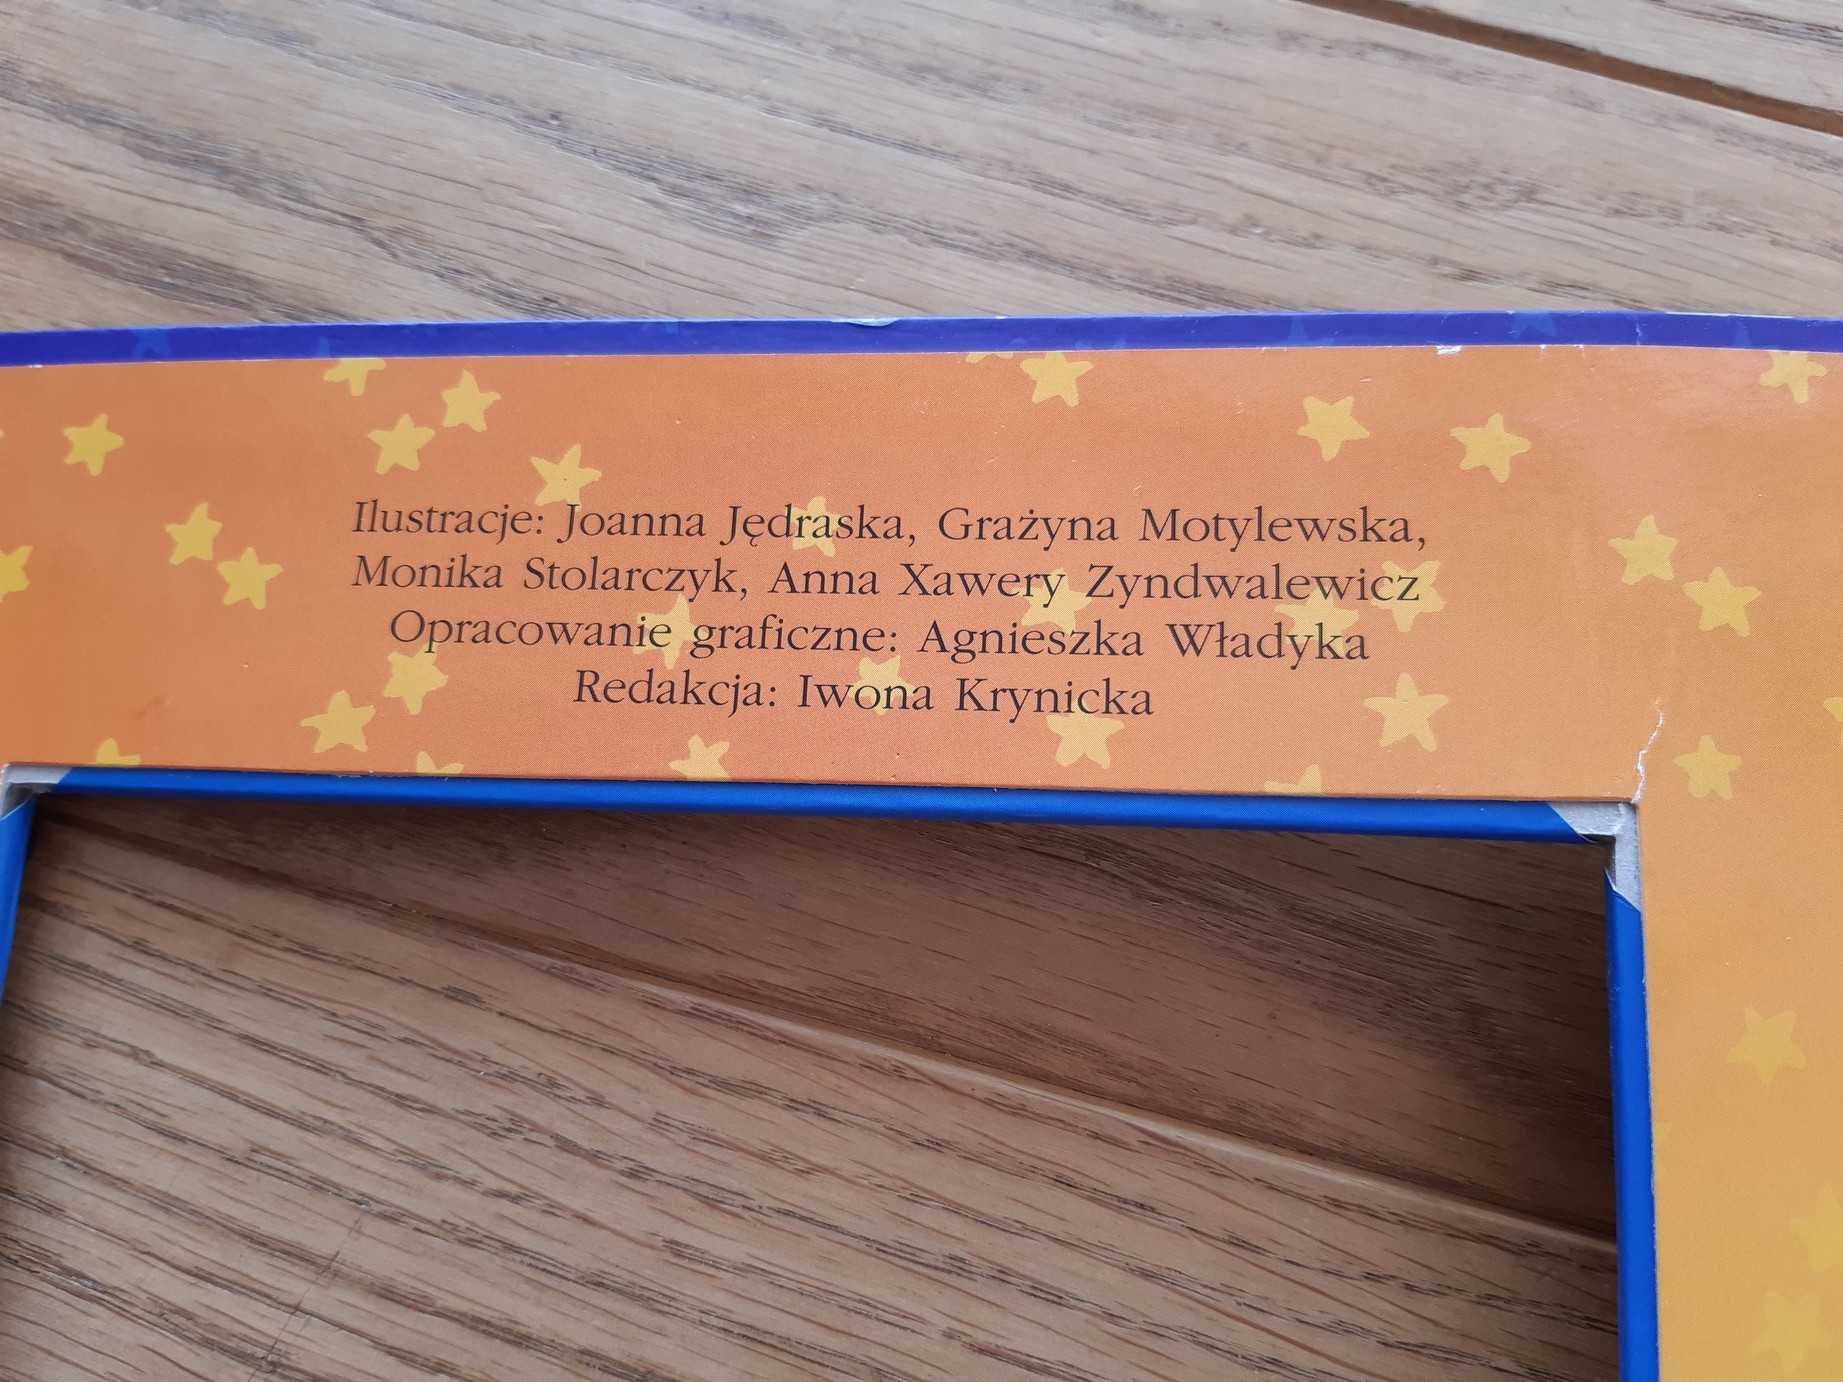 Ilustracje: Joanna Jędraska, Grażyna Motylewska,
Monika Stolarczyk, Anna Xawery Zyndwalewicz
Opracowanie graficzne: Agnieszka Władyka
Redakcja: Iwona Krynicka